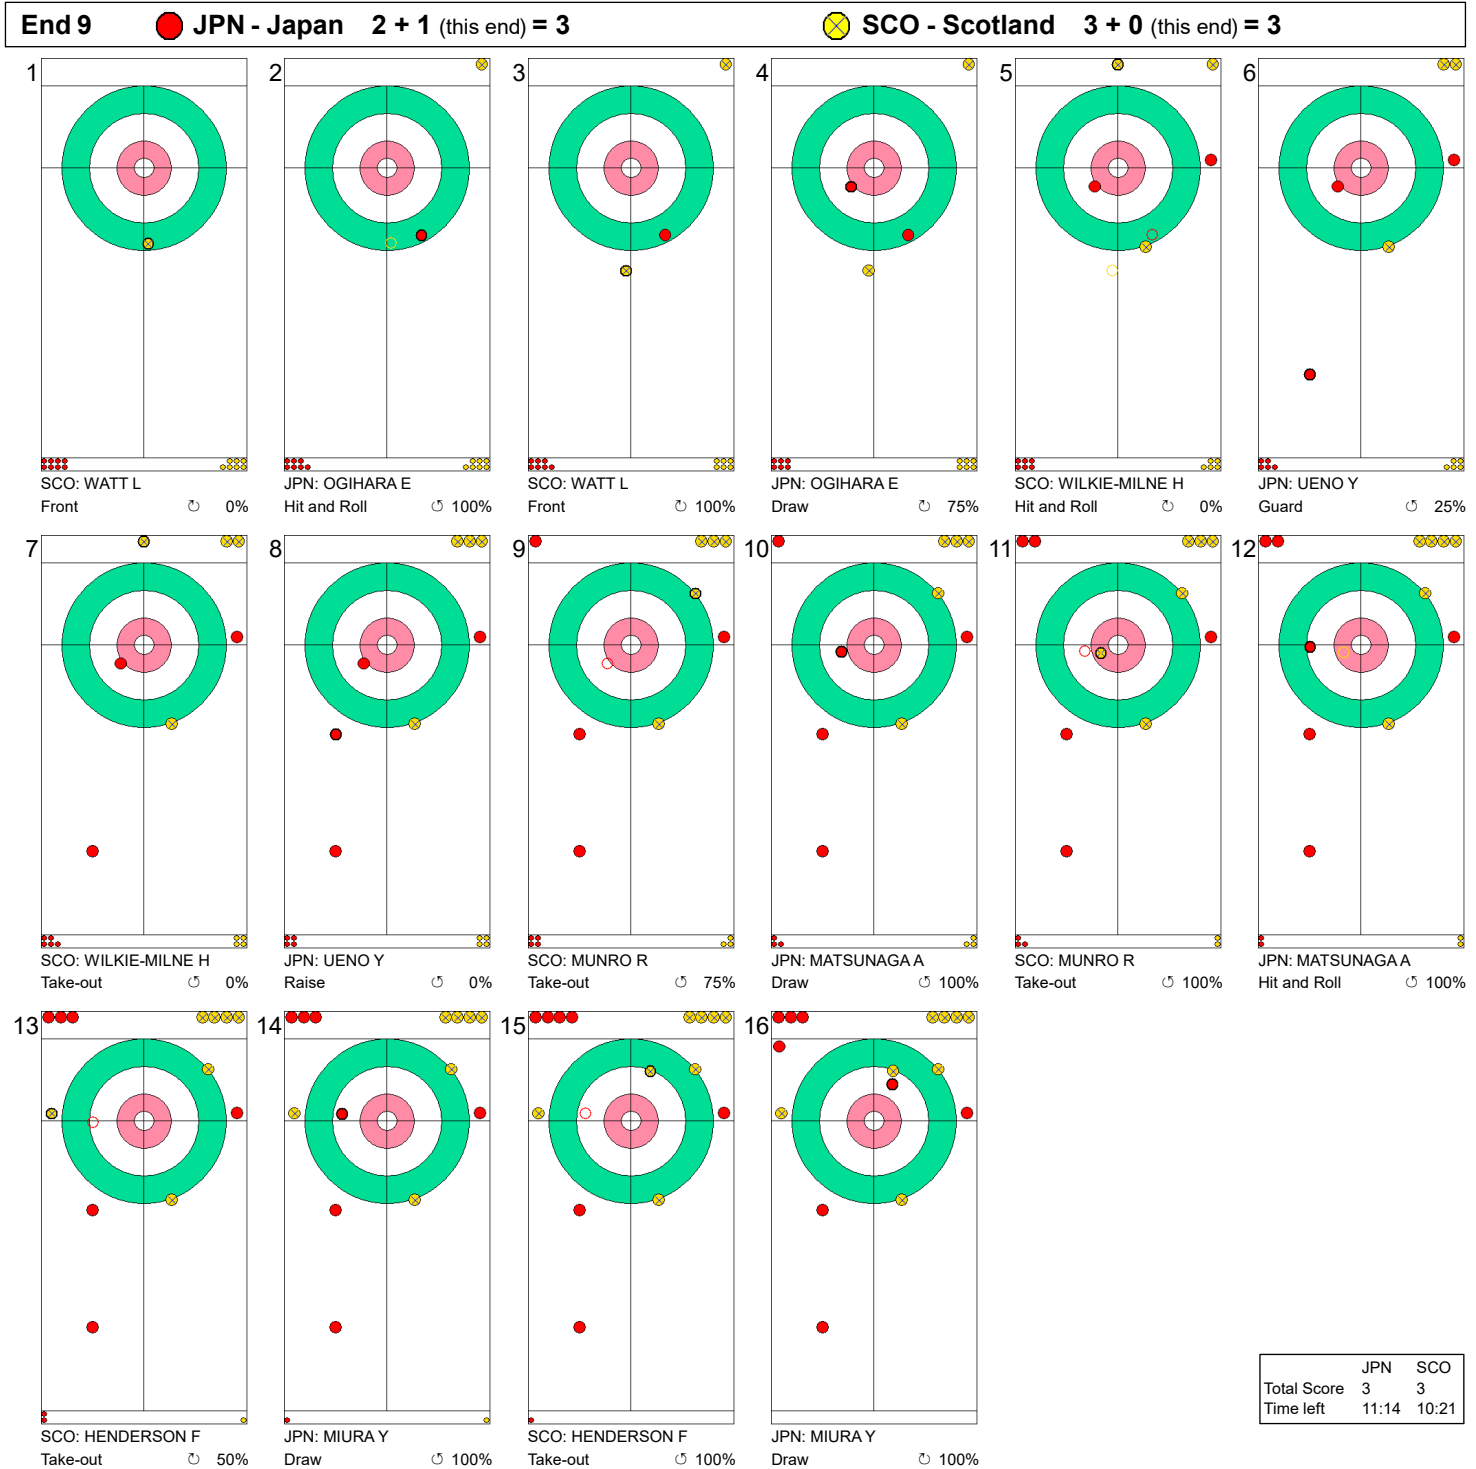 End 9 JPN - Japan 2 + 1 (this end) = 3 SCO - Scotland 3 + 0 (this end) = 3
1 2 3 4 5 6
SCO: WATT L JPN: OGIHARA E SCO: WATT L JPN: OGIHARA E SCO: WILKIE-MILNE H JPN: UENO Y
Front ↻ 0% Hit and Roll ↺ 100% Front ↺ 100% Draw ↺ 75% Hit and Roll ↻ 0% Guard ↺ 25%
7 8 9 10 11 12
SCO: WILKIE-MILNE H JPN: UENO Y SCO: MUNRO R JPN: MATSUNAGA A SCO: MUNRO R JPN: MATSUNAGA A
Take-out ↺ 0% Raise ↺ 0% Take-out ↺ 75% Draw ↺ 100% Take-out ↺ 100% Hit and Roll ↺ 100%
13 14 15 16
JPN SCO
Total Score 3 3
Time left 11:14 10:21
SCO: HENDERSON F JPN: MIURA Y SCO: HENDERSON F JPN: MIURA Y
Take-out ↻ 50% Draw ↺ 100% Take-out ↺ 100% Draw ↺ 100%